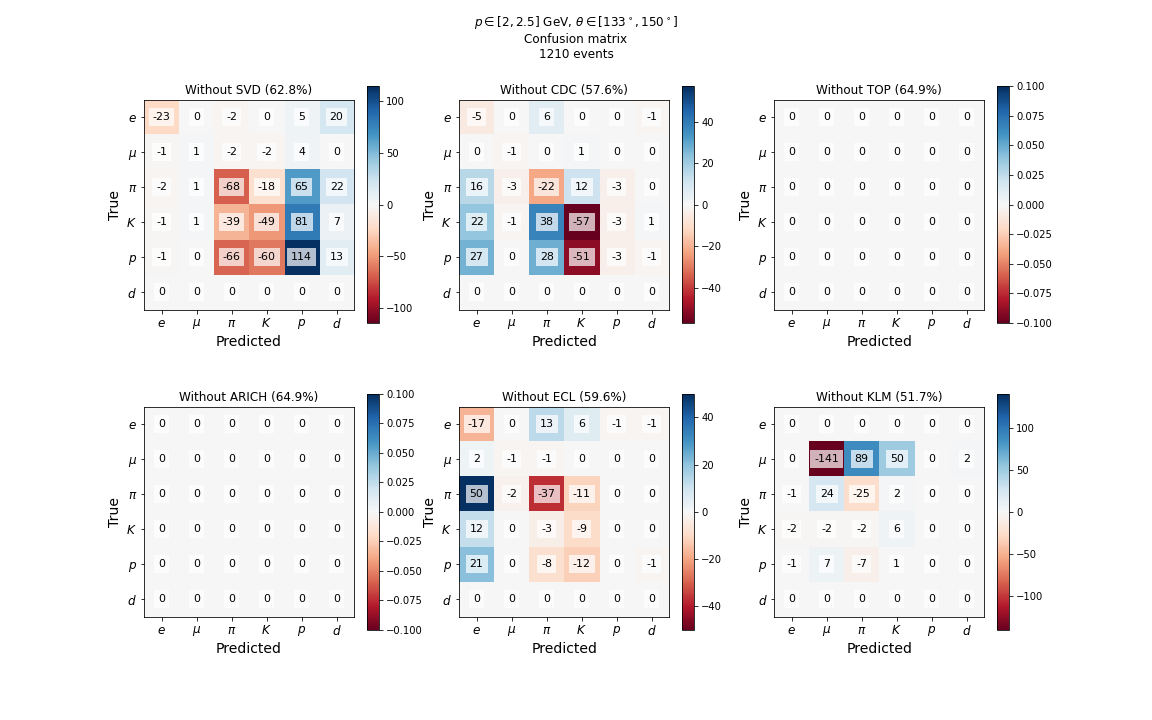 p ∈ [2, 2.5] GeV, θ ∈ [133°, 150°]
Confusion matrix
1210 events
Without SVD (62.8%)
e -23 0 -2 0 5 20
μ -1 1 -2 -2 4 0
π -2 1 -68 -18 65 22
K -1 1 -39 -49 81 7
p -1 0 -66 -60 114 13
d 0 0 0 0 0 0
e μ π K p d
True
Predicted
100
50
0
−50
−100
Without CDC (57.6%)
e -5 0 6 0 0 -1
μ 0 -1 0 1 0 0
π 16 -3 -22 12 -3 0
K 22 -1 38 -57 -3 1
p 27 0 28 -51 -3 -1
d 0 0 0 0 0 0
e μ π K p d
True
Predicted
40
20
0
−20
−40
Without TOP (64.9%)
e 0 0 0 0 0 0
μ 0 0 0 0 0 0
π 0 0 0 0 0 0
K 0 0 0 0 0 0
p 0 0 0 0 0 0
d 0 0 0 0 0 0
e μ π K p d
True
Predicted
0.100
0.075
0.050
0.025
0.000
−0.025
−0.050
−0.075
−0.100
Without ARICH (64.9%)
e 0 0 0 0 0 0
μ 0 0 0 0 0 0
π 0 0 0 0 0 0
K 0 0 0 0 0 0
p 0 0 0 0 0 0
d 0 0 0 0 0 0
e μ π K p d
True
Predicted
0.100
0.075
0.050
0.025
0.000
−0.025
−0.050
−0.075
−0.100
Without ECL (59.6%)
e -17 0 13 6 -1 -1
μ 2 -1 -1 0 0 0
π 50 -2 -37 -11 0 0
K 12 0 -3 -9 0 0
p 21 0 -8 -12 0 -1
d 0 0 0 0 0 0
e μ π K p d
True
Predicted
40
20
0
−20
−40
Without KLM (51.7%)
e 0 0 0 0 0 0
μ 0 -141 89 50 0 2
π -1 24 -25 2 0 0
K -2 -2 -2 6 0 0
p -1 7 -7 1 0 0
d 0 0 0 0 0 0
e μ π K p d
True
Predicted
100
50
0
−50
−100